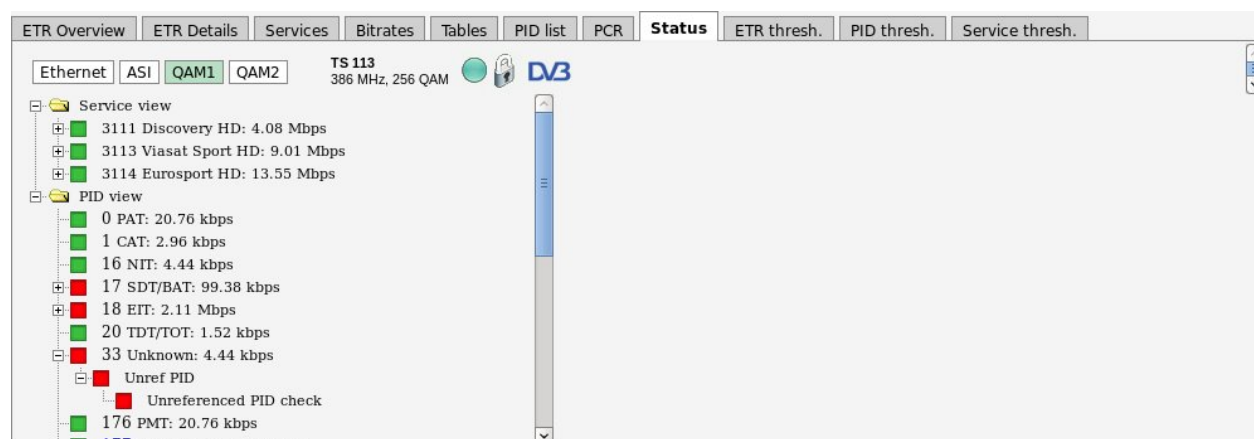 ETR Overview ETR Details Services Bitrates Tables PID list PCR Status ETR thresh. PID thresh. Service thresh.
Ethernet ASI QAM1 QAM2 TS 113 DVB
386 MHz, 256 QAM
Service view
3111 Discovery HD: 4.08 Mbps
3113 Viasat Sport HD: 9.01 Mbps
3114 Eurosport HD: 13.55 Mbps
PID view
0 PAT: 20.76 kbps
1 CAT: 2.96 kbps
16 NIT: 4.44 kbps
17 SDT/BAT: 99.38 kbps
18 EIT: 2.11 Mbps
20 TDT/TOT: 1.52 kbps
33 Unknown: 4.44 kbps
Unref PID
Unreferenced PID check
176 PMT: 20.76 kbps